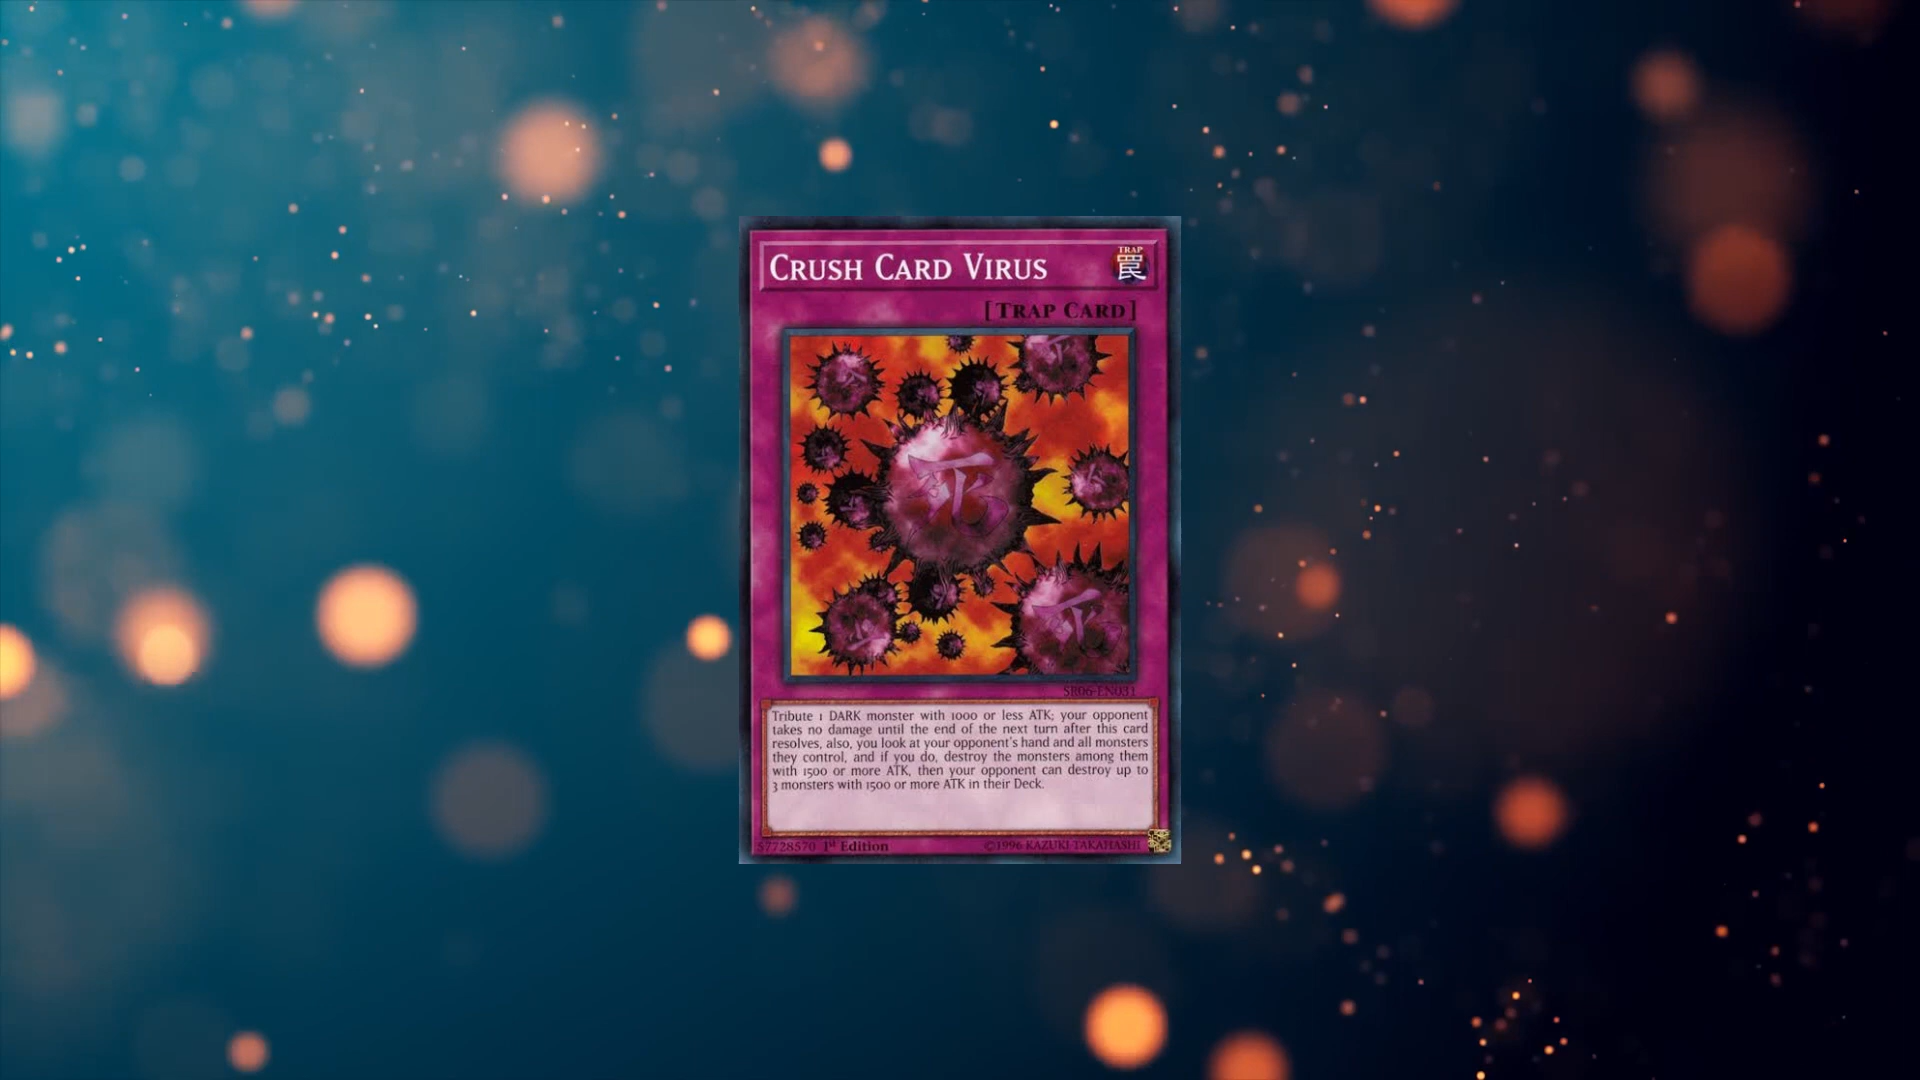 CRUSH CARD VIRUS
TRAP
罠
[TRAP CARD]
死
死
SR06-EN031
Tribute 1 DARK monster with 1000 or less ATK; your opponent
takes no damage until the end of the next turn after this card
resolves, also, you look at your opponent's hand and all monsters
they control, and if you do, destroy the monsters among them
with 1500 or more ATK, then your opponent can destroy up to
3 monsters with 1500 or more ATK in their Deck.
57728570 1st Edition
©1996 KAZUKI TAKAHASHI